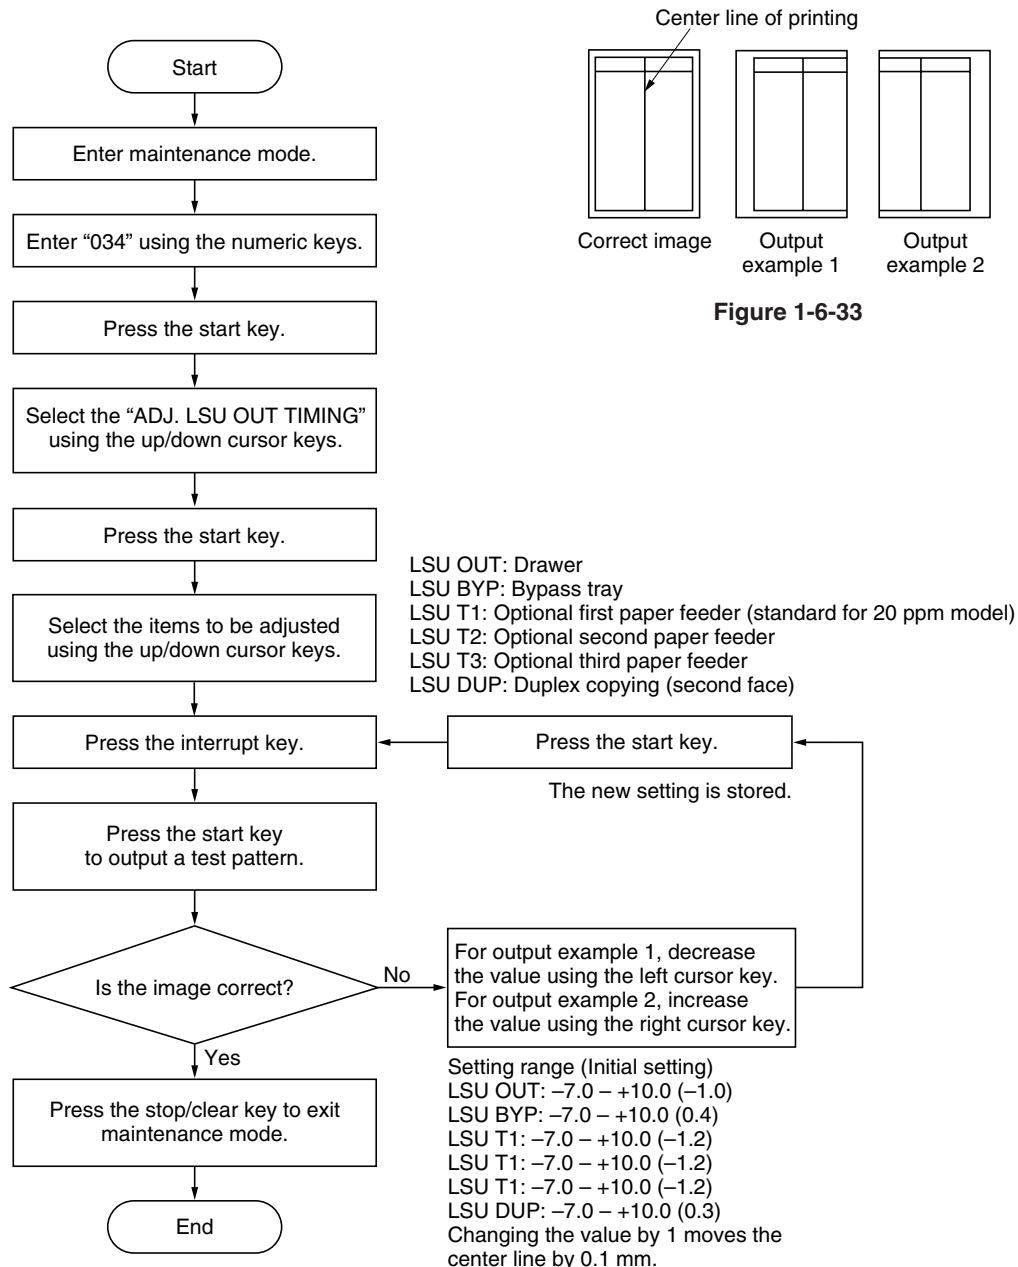 Start
Enter maintenance mode.
Enter “034” using the numeric keys.
Press the start key.
Select the “ADJ. LSU OUT TIMING”
using the up/down cursor keys.
Press the start key.
Select the items to be adjusted
using the up/down cursor keys.
LSU OUT: Drawer
LSU BYP: Bypass tray
LSU T1: Optional first paper feeder (standard for 20 ppm model)
LSU T2: Optional second paper feeder
LSU T3: Optional third paper feeder
LSU DUP: Duplex copying (second face)
Press the interrupt key.
Press the start key.
The new setting is stored.
Press the start key
to output a test pattern.
Is the image correct?
No
For output example 1, decrease
the value using the left cursor key.
For output example 2, increase
the value using the right cursor key.
Setting range (Initial setting)
LSU OUT: –7.0 – +10.0 (–1.0)
LSU BYP: –7.0 – +10.0 (0.4)
LSU T1: –7.0 – +10.0 (–1.2)
LSU T1: –7.0 – +10.0 (–1.2)
LSU T1: –7.0 – +10.0 (–1.2)
LSU DUP: –7.0 – +10.0 (0.3)
Changing the value by 1 moves the
center line by 0.1 mm.
Yes
Press the stop/clear key to exit
maintenance mode.
End
Center line of printing
Correct image
Output
example 1
Output
example 2
Figure 1-6-33